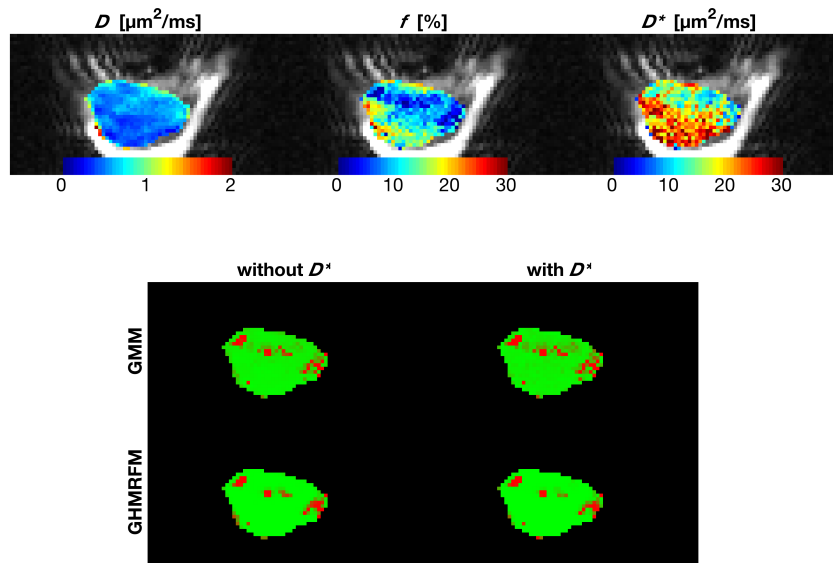 D [µm²/ms] f [%] D* [µm²/ms]
0 1 2 0 10 20 30 0 10 20 30
without D* with D*
GMM
GHMRFM